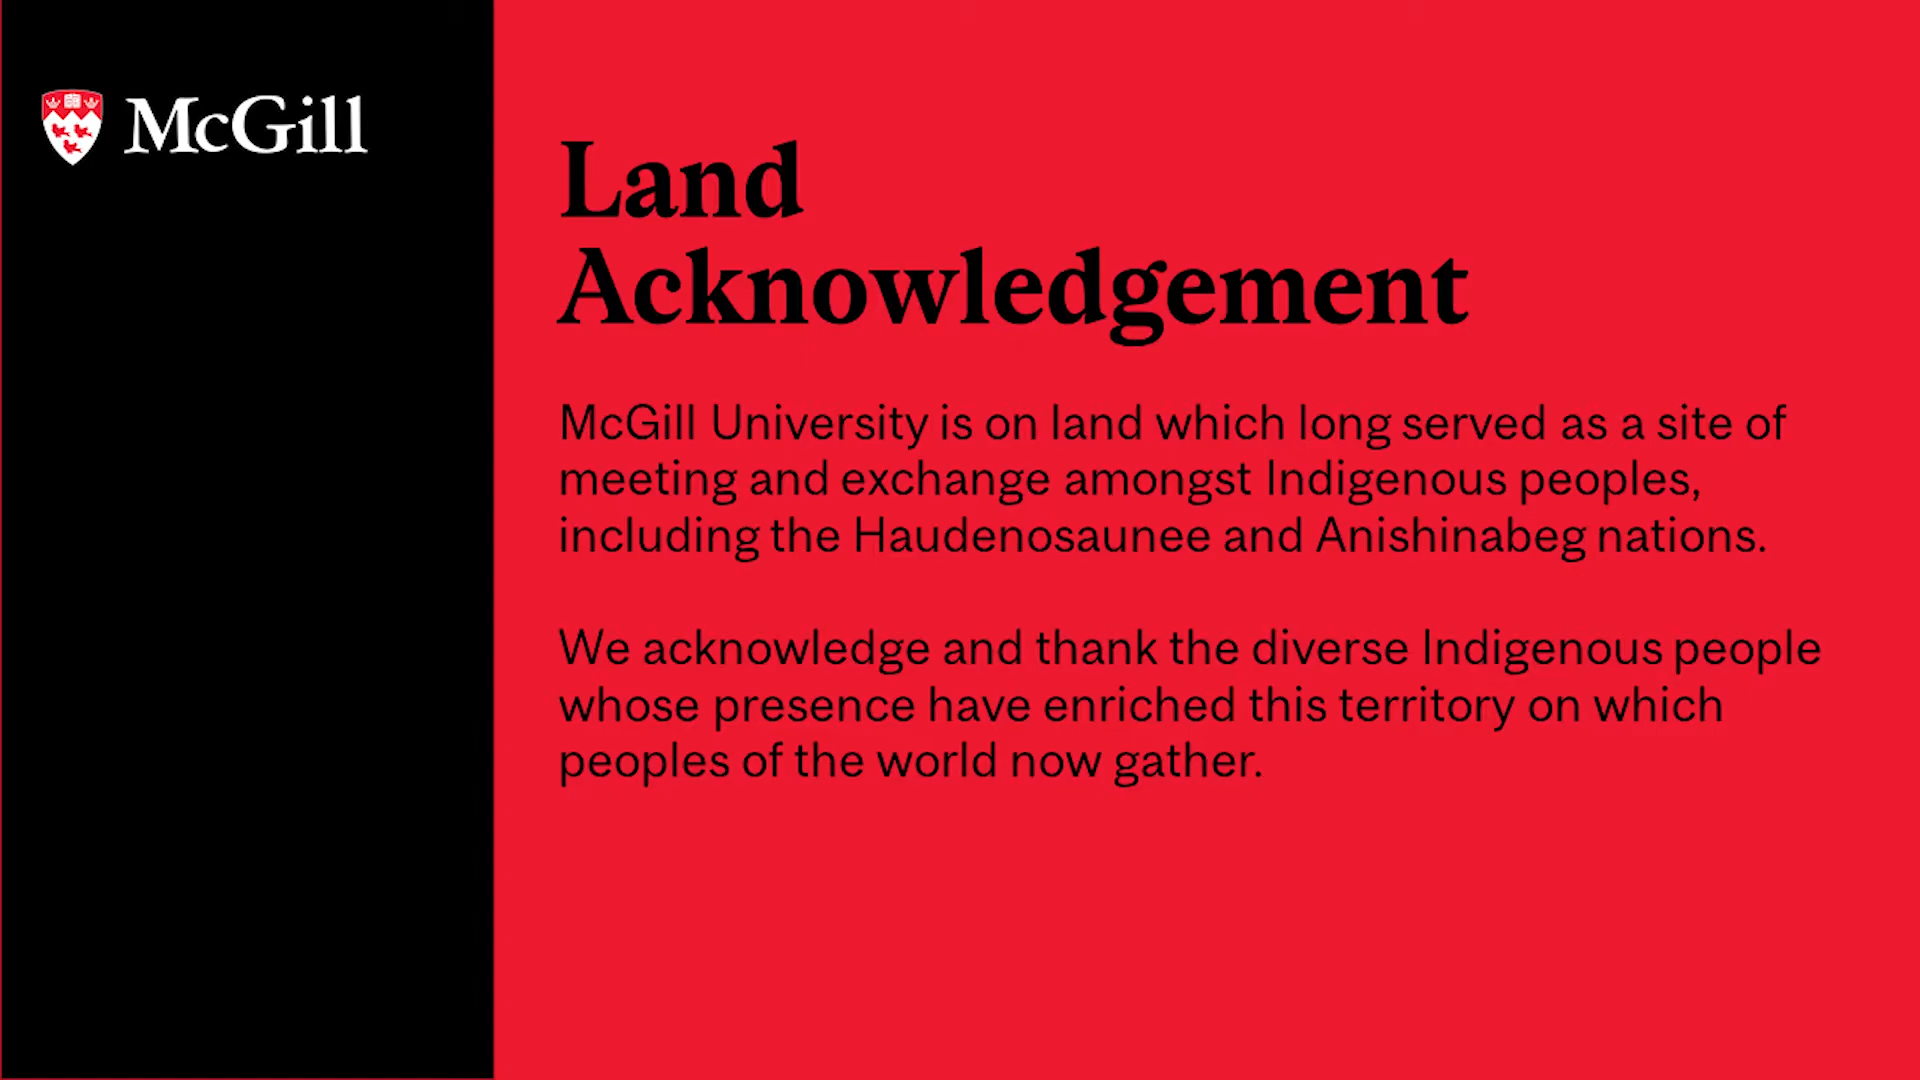 McGill
Land
Acknowledgement
McGill University is on land which long served as a site of
meeting and exchange amongst Indigenous peoples,
including the Haudenosaunee and Anishinabeg nations.
We acknowledge and thank the diverse Indigenous people
whose presence have enriched this territory on which
peoples of the world now gather.